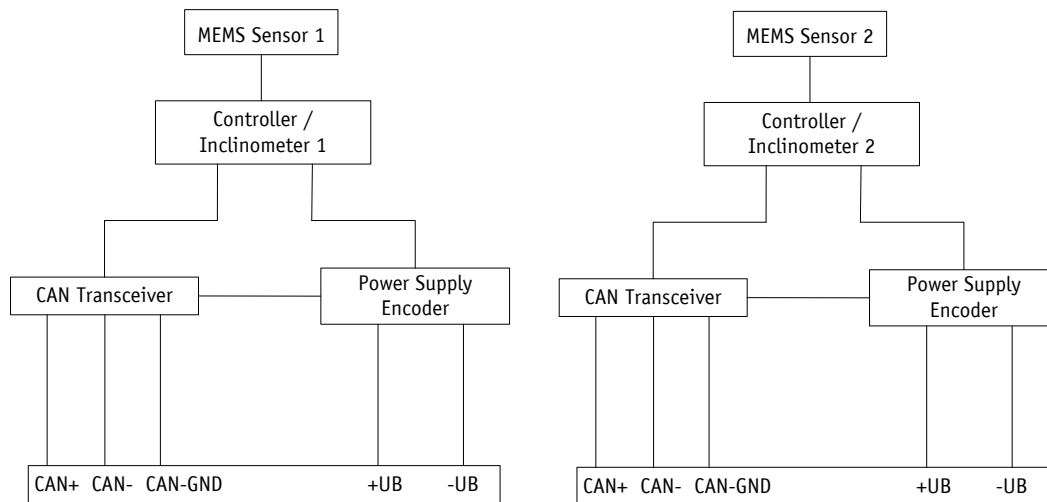 MEMS Sensor 1
Controller /
Inclinometer 1
CAN Transceiver
Power Supply
Encoder
CAN+ CAN- CAN-GND +UB -UB
MEMS Sensor 2
Controller /
Inclinometer 2
CAN Transceiver
Power Supply
Encoder
CAN+ CAN- CAN-GND +UB -UB